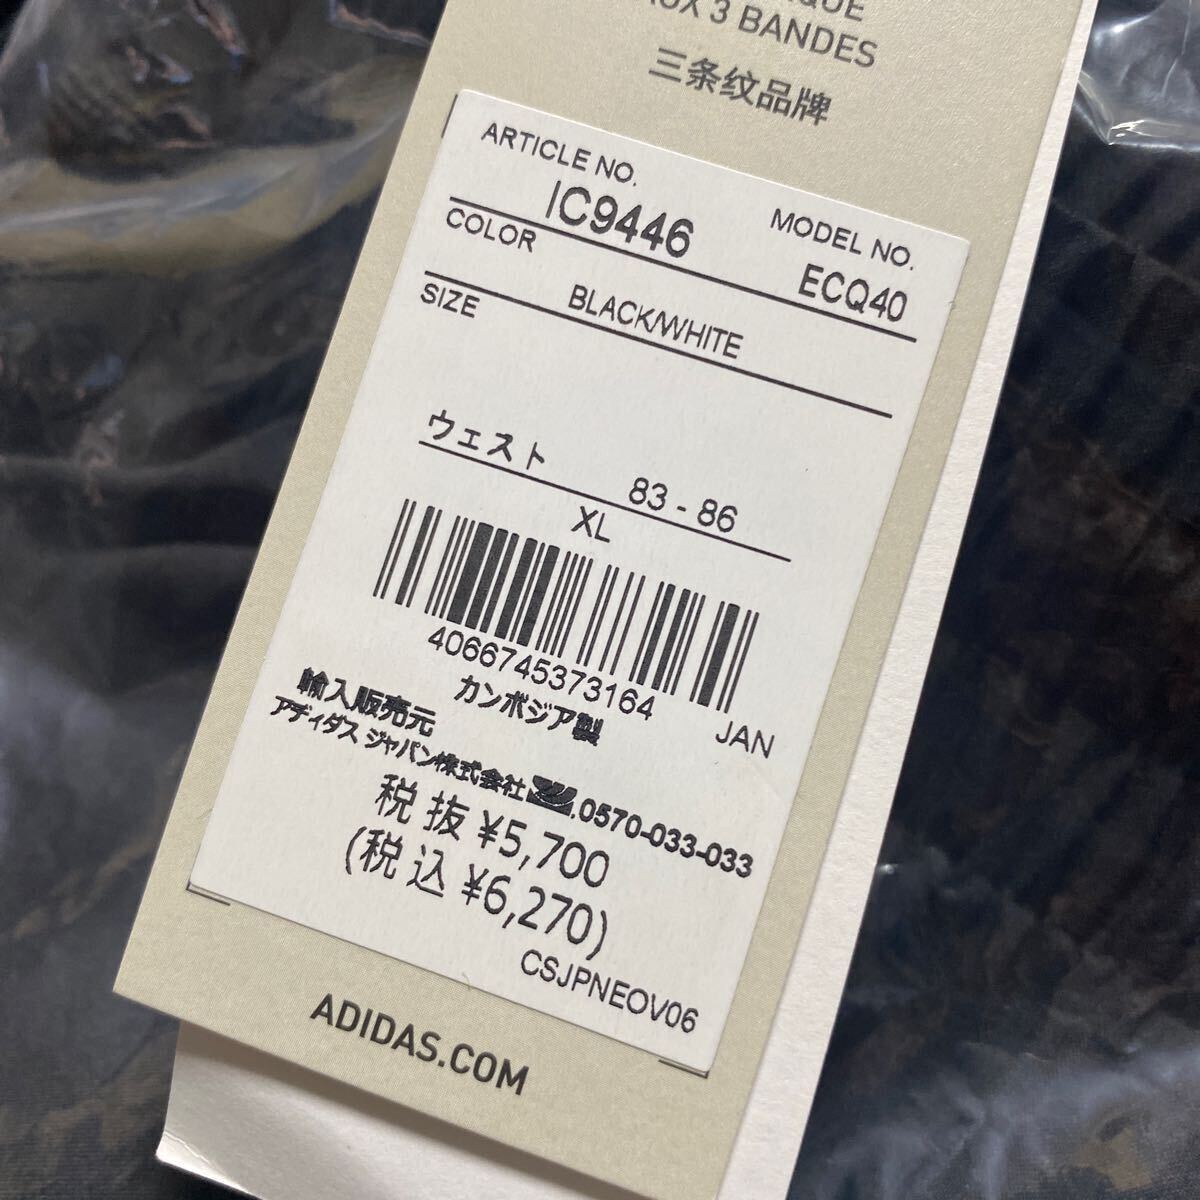 AUX 3 BANDES
三条纹品牌
ARTICLE NO.
IC9446
MODEL NO.
ECQ40
COLOR
BLACK/WHITE
SIZE
ウェスト 83 - 86
XL
4066745373164
JAN
カンボジア製
輸入販売元
アディダス ジャパン株式会社 .0570-033-033
税抜 ¥5,700
(税込 ¥6,270)
CSJPNEOV06
ADIDAS.COM